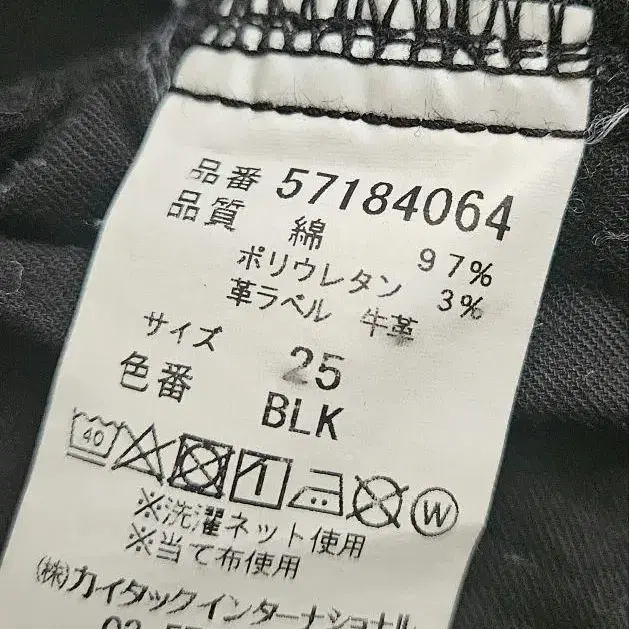 品番 57184064
品質 綿 97%
ポリウレタン 3%
革ラベル 牛革
サイズ 25
色番 BLK
40
W
※洗濯ネット使用
※当て布使用
(株)カイタックインターナショナル